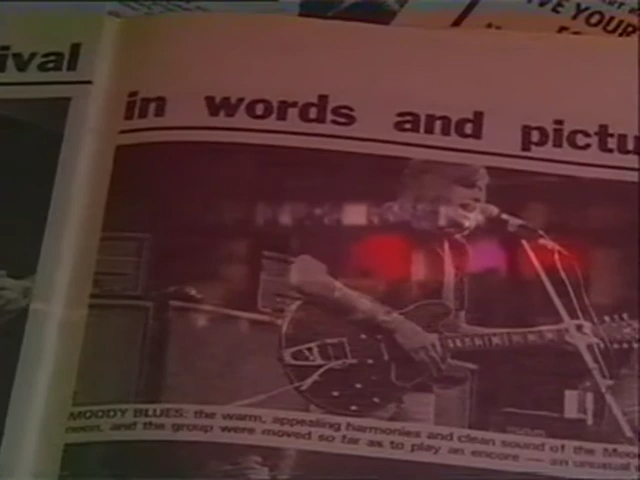 VE YOUR
ival
in words and pictu
MOODY BLUES: the warm, appealing harmonies and clean sound of the Moo
neon, and the group were moved so far as to play an encore — an unusual